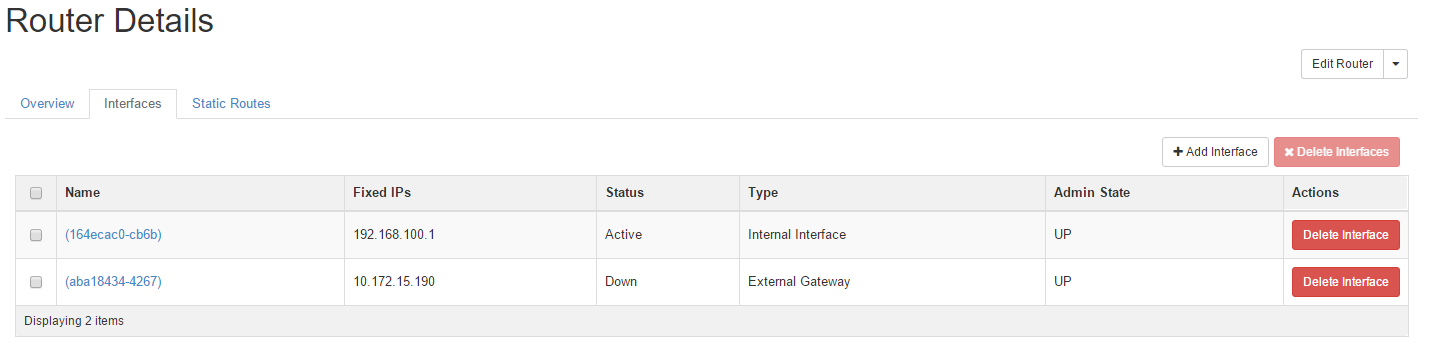 Router Details
Edit Router
Overview Interfaces Static Routes
+ Add Interface ✖ Delete Interfaces
Name Fixed IPs Status Type Admin State Actions
(164ecac0-cb6b) 192.168.100.1 Active Internal Interface UP Delete Interface
(aba18434-4267) 10.172.15.190 Down External Gateway UP Delete Interface
Displaying 2 items